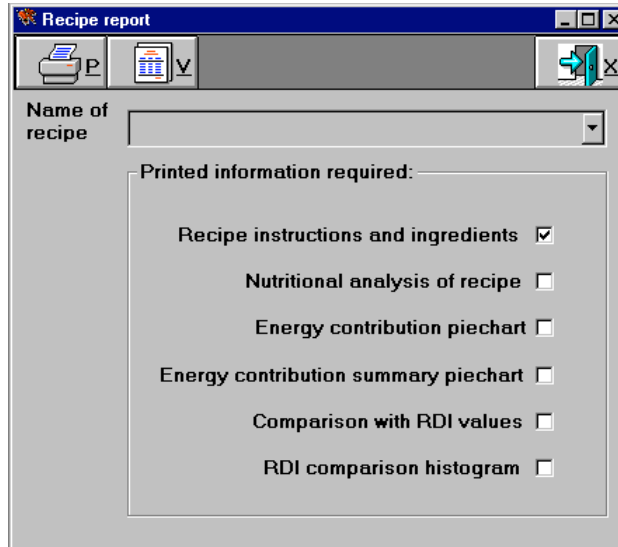 Recipe report
P
V
X
Name of
recipe
Printed information required:
Recipe instructions and ingredients
Nutritional analysis of recipe
Energy contribution piechart
Energy contribution summary piechart
Comparison with RDI values
RDI comparison histogram